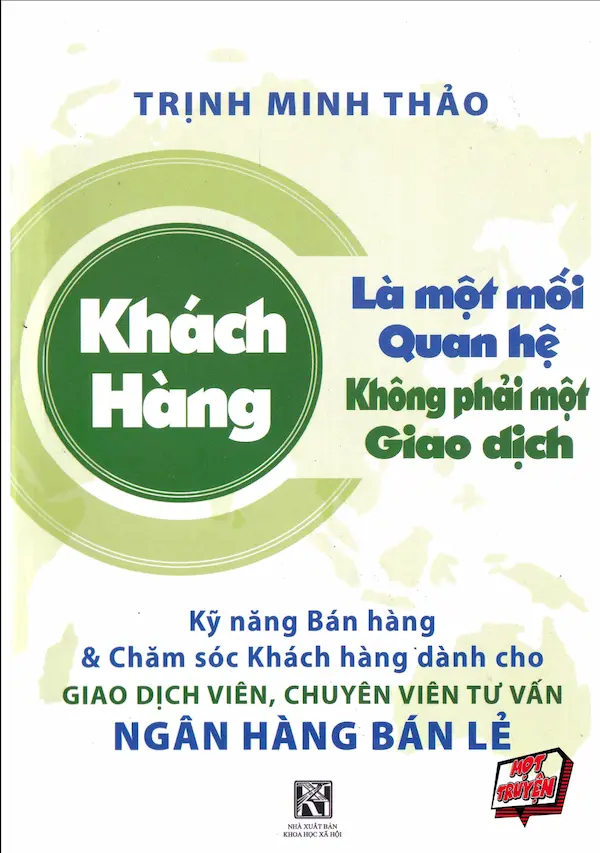 TRỊNH MINH THẢO
Khách
Hàng
Là một mối
Quan hệ
Không phải một
Giao dịch
Kỹ năng Bán hàng
& Chăm sóc Khách hàng dành cho
GIAO DỊCH VIÊN, CHUYÊN VIÊN TƯ VẤN
NGÂN HÀNG BÁN LẺ
MỌT
TRUYỆN
NHÀ XUẤT BẢN
KHOA HỌC XÃ HỘI